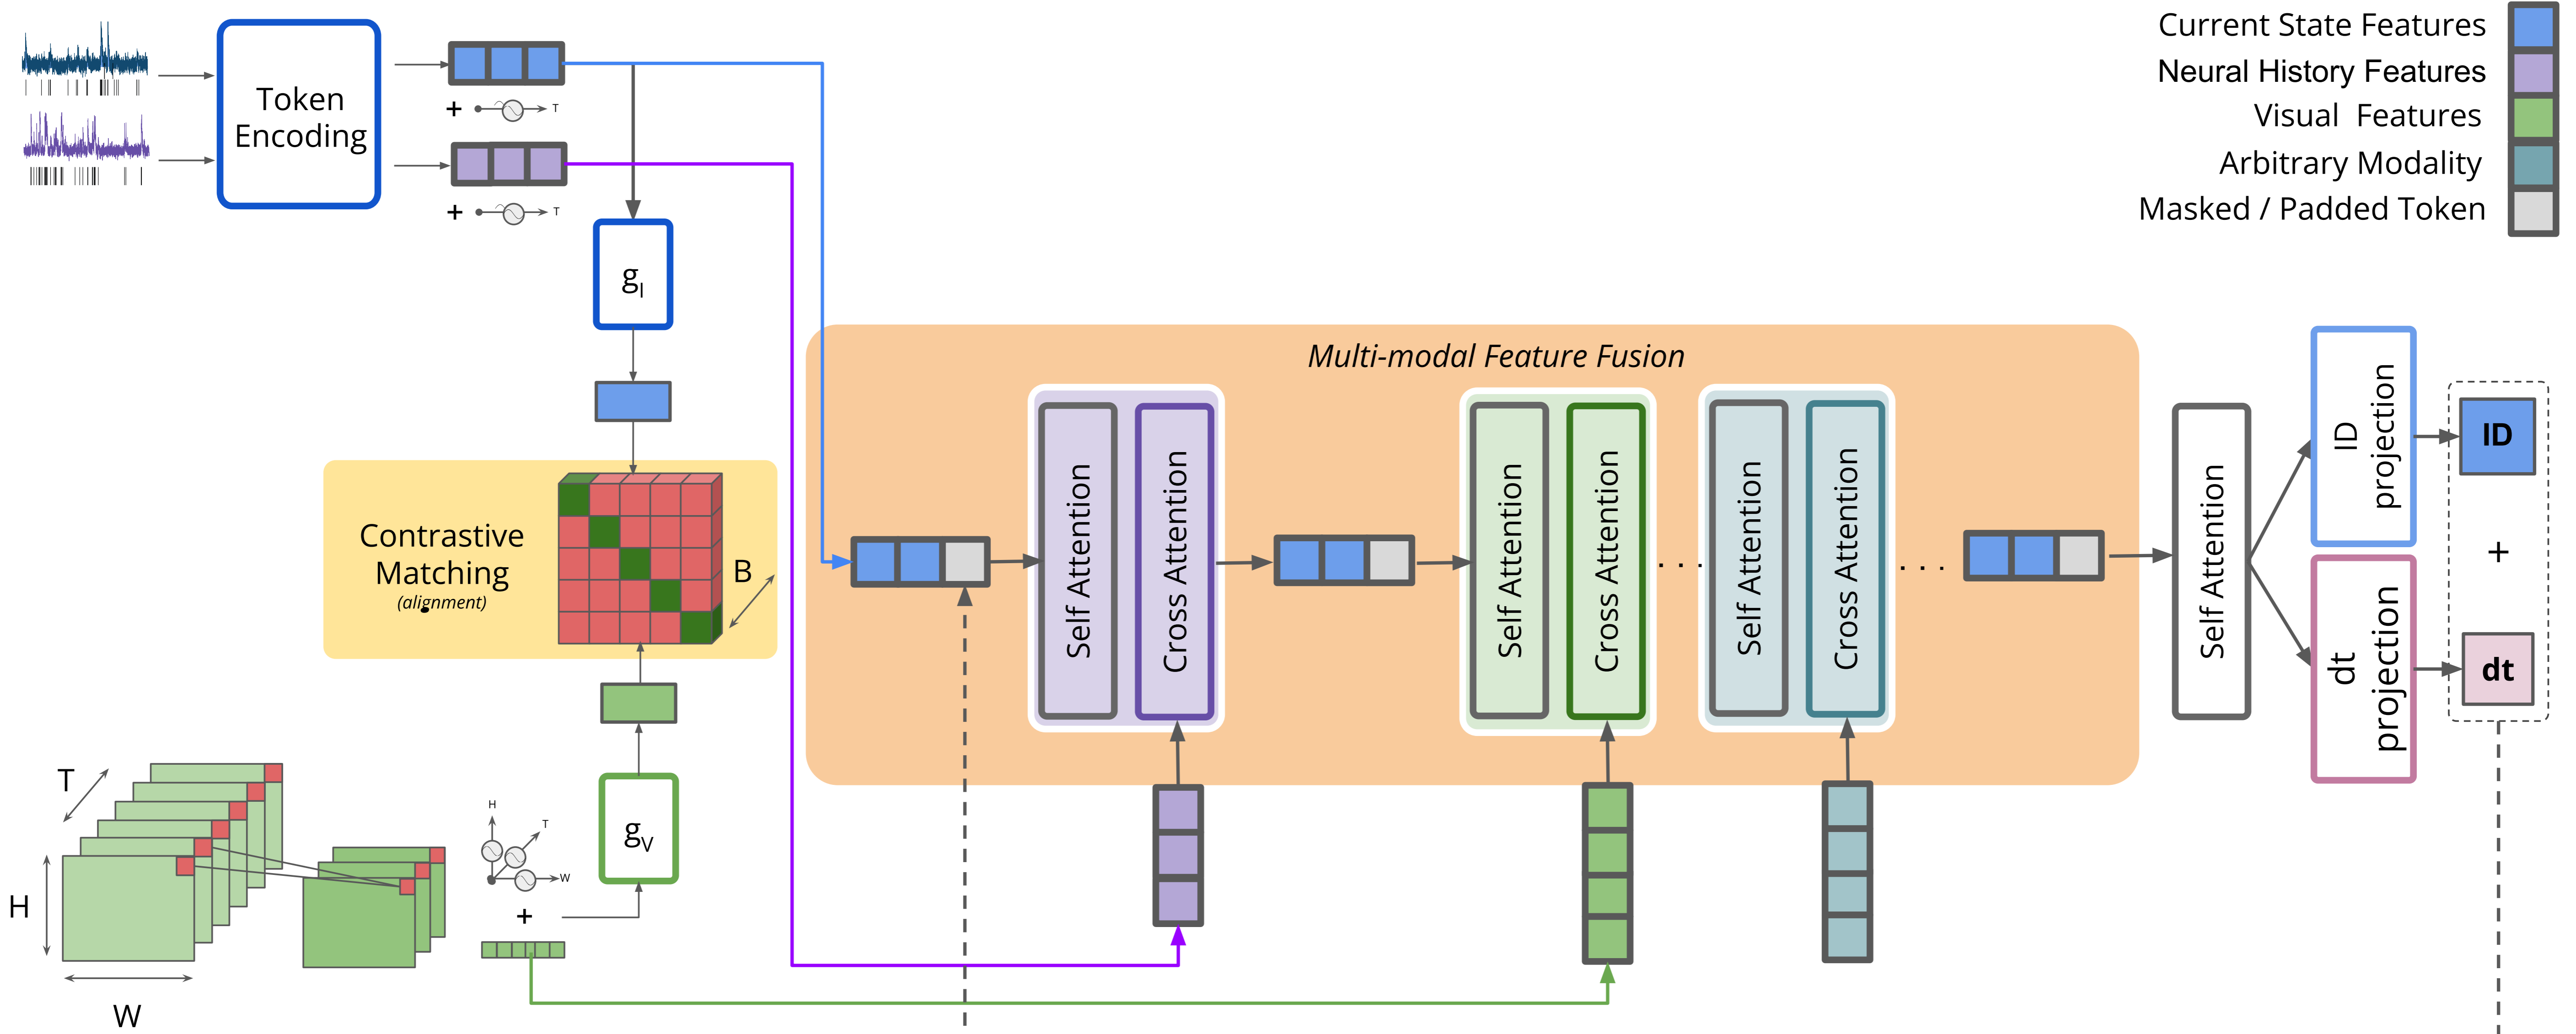 Current State Features
Neural History Features
Visual Features
Arbitrary Modality
Masked / Padded Token
Token
Encoding
+
T
+
T
g_I
Multi-modal Feature Fusion
Contrastive
Matching
(alignment)
B
Self Attention
Cross Attention
Self Attention
Cross Attention
. . .
Self Attention
Cross Attention
. . .
Self Attention
ID
projection
dt
projection
ID
+
dt
T
H
W
H
T
W
+
g_V